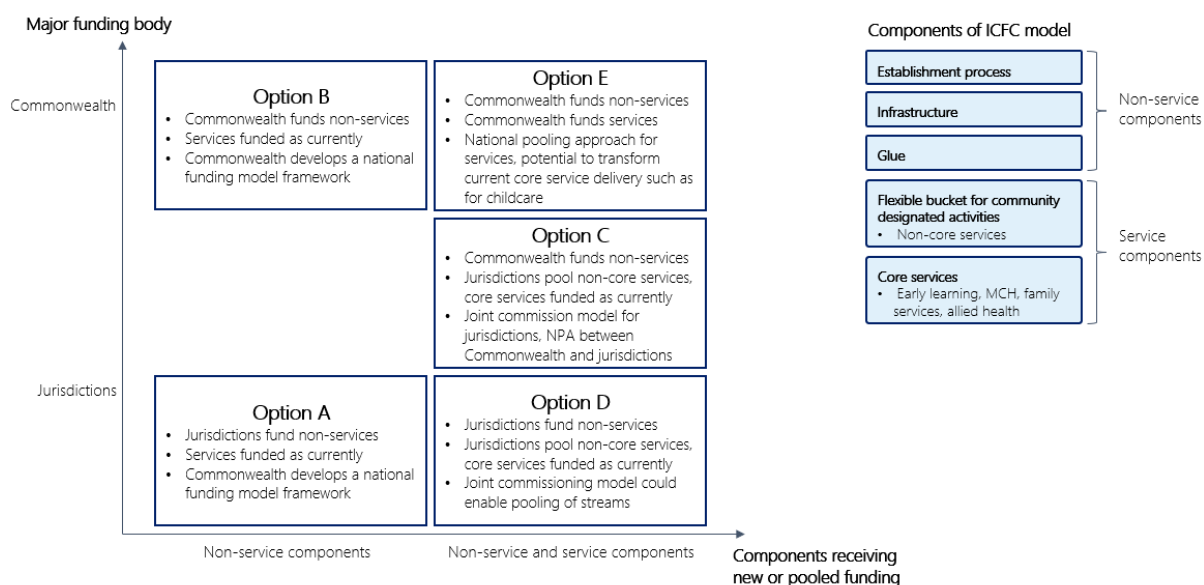 Major funding body
Commonwealth
Jurisdictions
Option B
• Commonwealth funds non-services
• Services funded as currently
• Commonwealth develops a national
funding model framework
Option E
• Commonwealth funds non-services
• Commonwealth funds services
• National pooling approach for
services, potential to transform
current core service delivery such as
for childcare
Option C
• Commonwealth funds non-services
• Jurisdictions pool non-core services,
core services funded as currently
• Joint commission model for
jurisdictions, NPA between
Commonwealth and jurisdictions
Option A
• Jurisdictions fund non-services
• Services funded as currently
• Commonwealth develops a national
funding model framework
Option D
• Jurisdictions fund non-services
• Jurisdictions pool non-core services,
core services funded as currently
• Joint commissioning model could
enable pooling of streams
Non-service components
Non-service and service components
Components receiving
new or pooled funding
Components of ICFC model
Establishment process
Infrastructure
Glue
Non-service
components
Flexible bucket for community
designated activities
• Non-core services
Core services
• Early learning, MCH, family
services, allied health
Service
components